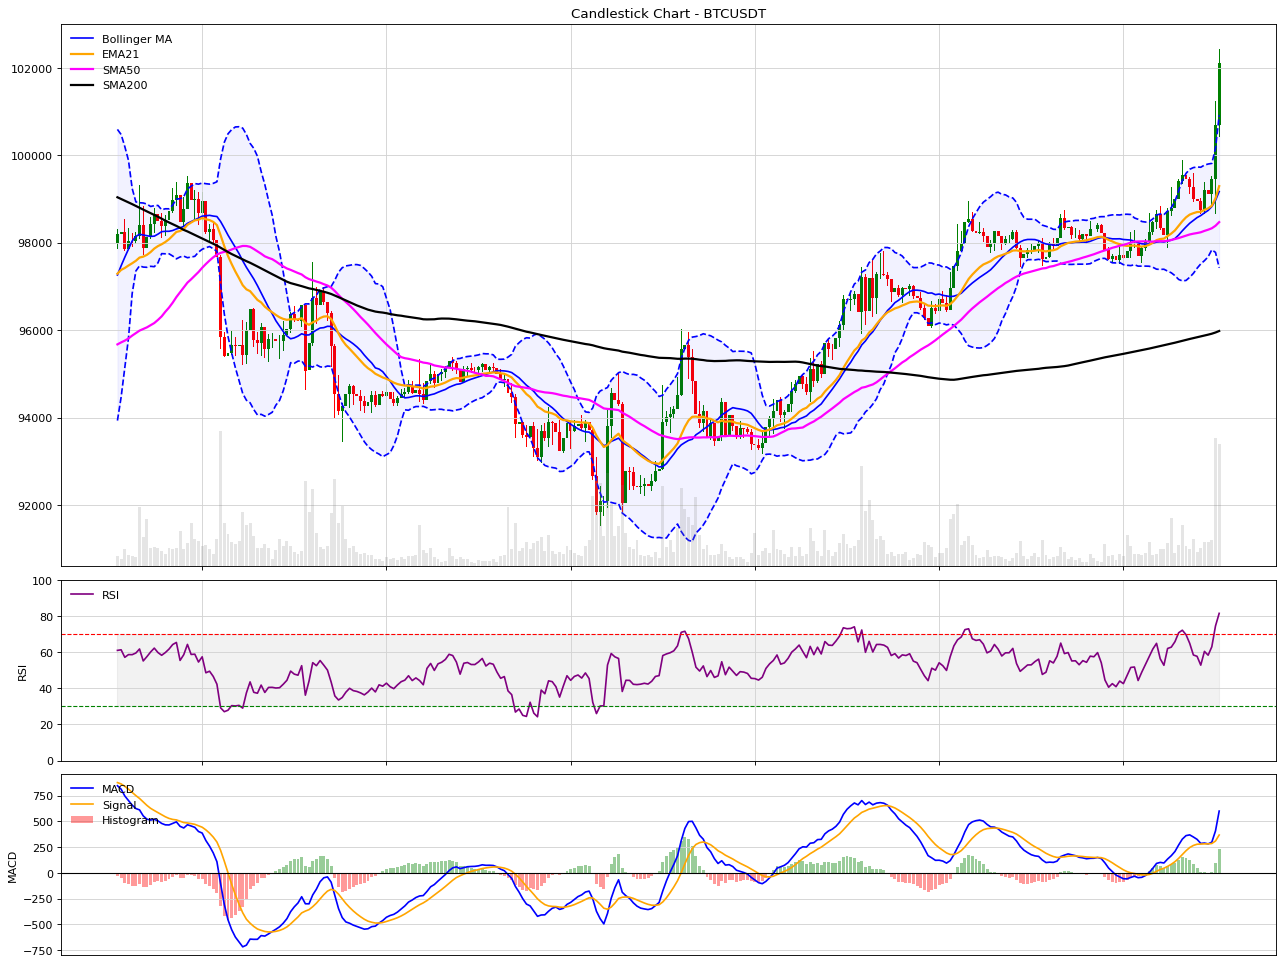 Candlestick Chart - BTCUSDT
Bollinger MA
EMA21
SMA50
SMA200
102000
100000
98000
96000
94000
92000
RSI
100
80
60
40
20
0
RSI
MACD
Signal
Histogram
750
500
250
0
−250
−500
−750
MACD